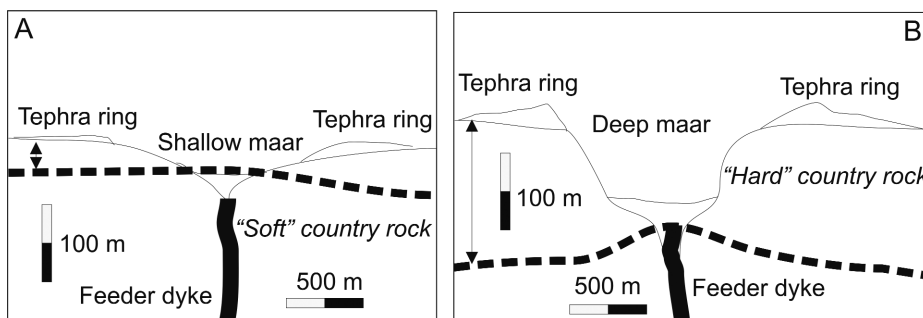 A
Tephra ring
Shallow maar
Tephra ring
"Soft" country rock
100 m
500 m
Feeder dyke
B
Tephra ring
Tephra ring
Deep maar
"Hard" country rock
100 m
500 m
Feeder dyke